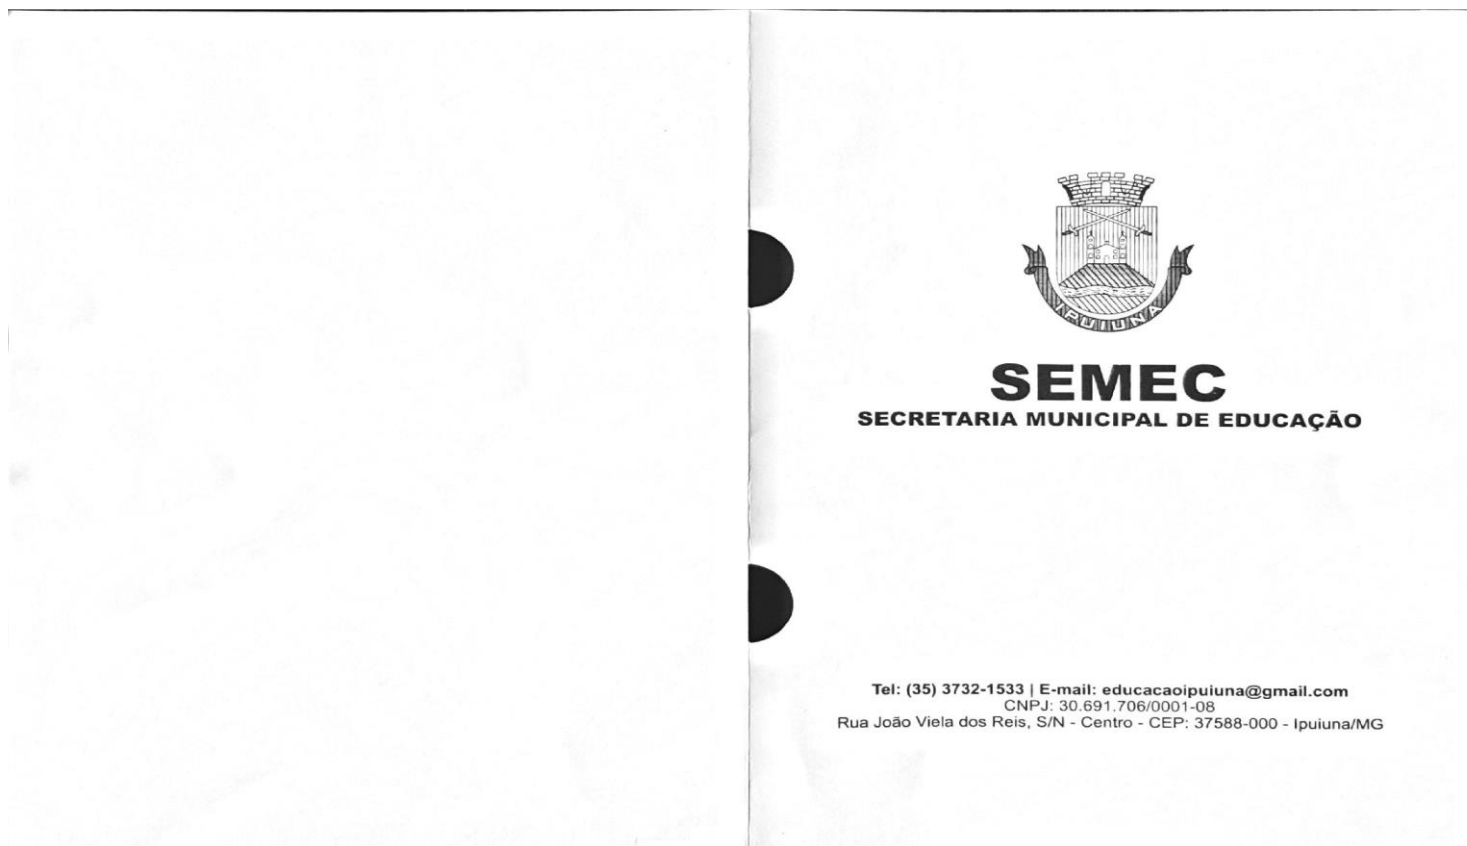 IPUIUNA
SEMEC
SECRETARIA MUNICIPAL DE EDUCAÇÃO
Tel: (35) 3732-1533 | E-mail: educacaoipuiuna@gmail.com
CNPJ: 30.691.706/0001-08
Rua João Viela dos Reis, S/N - Centro - CEP: 37588-000 - Ipuiuna/MG